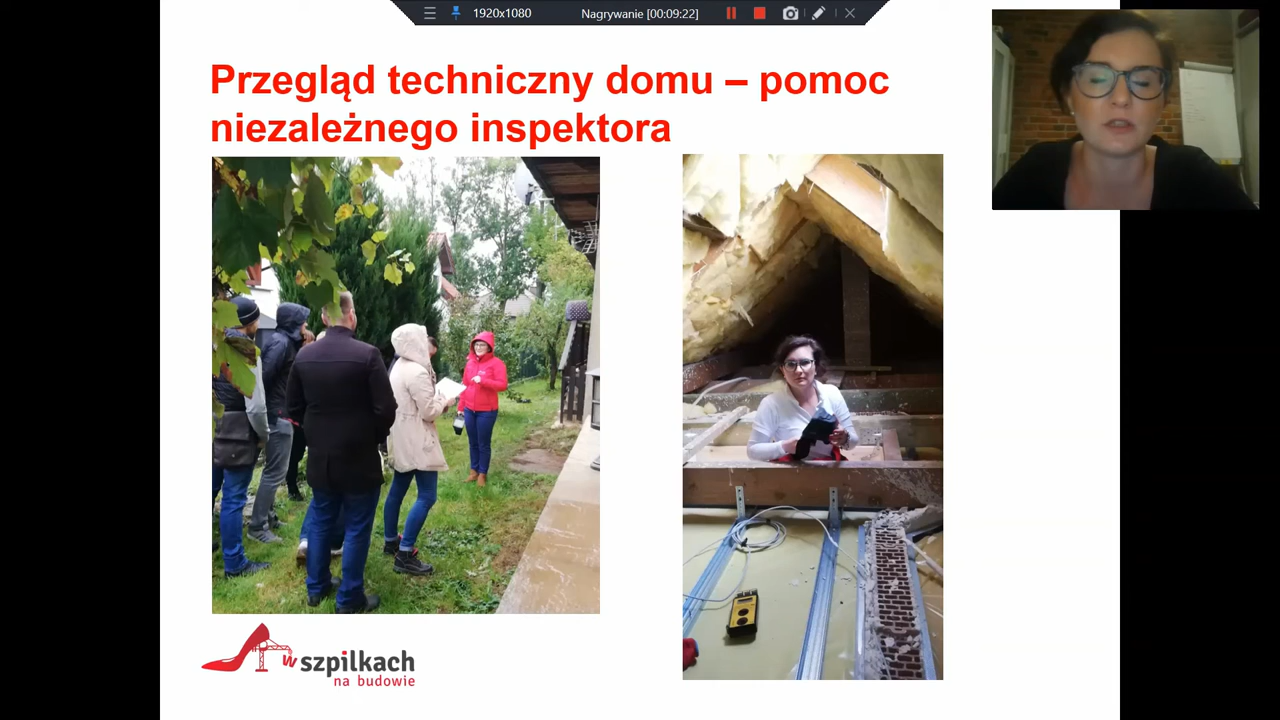 1920x1080
Nagrywanie [00:09:22]
Przegląd techniczny domu – pomoc
niezależnego inspektora
w szpilkach
na budowie